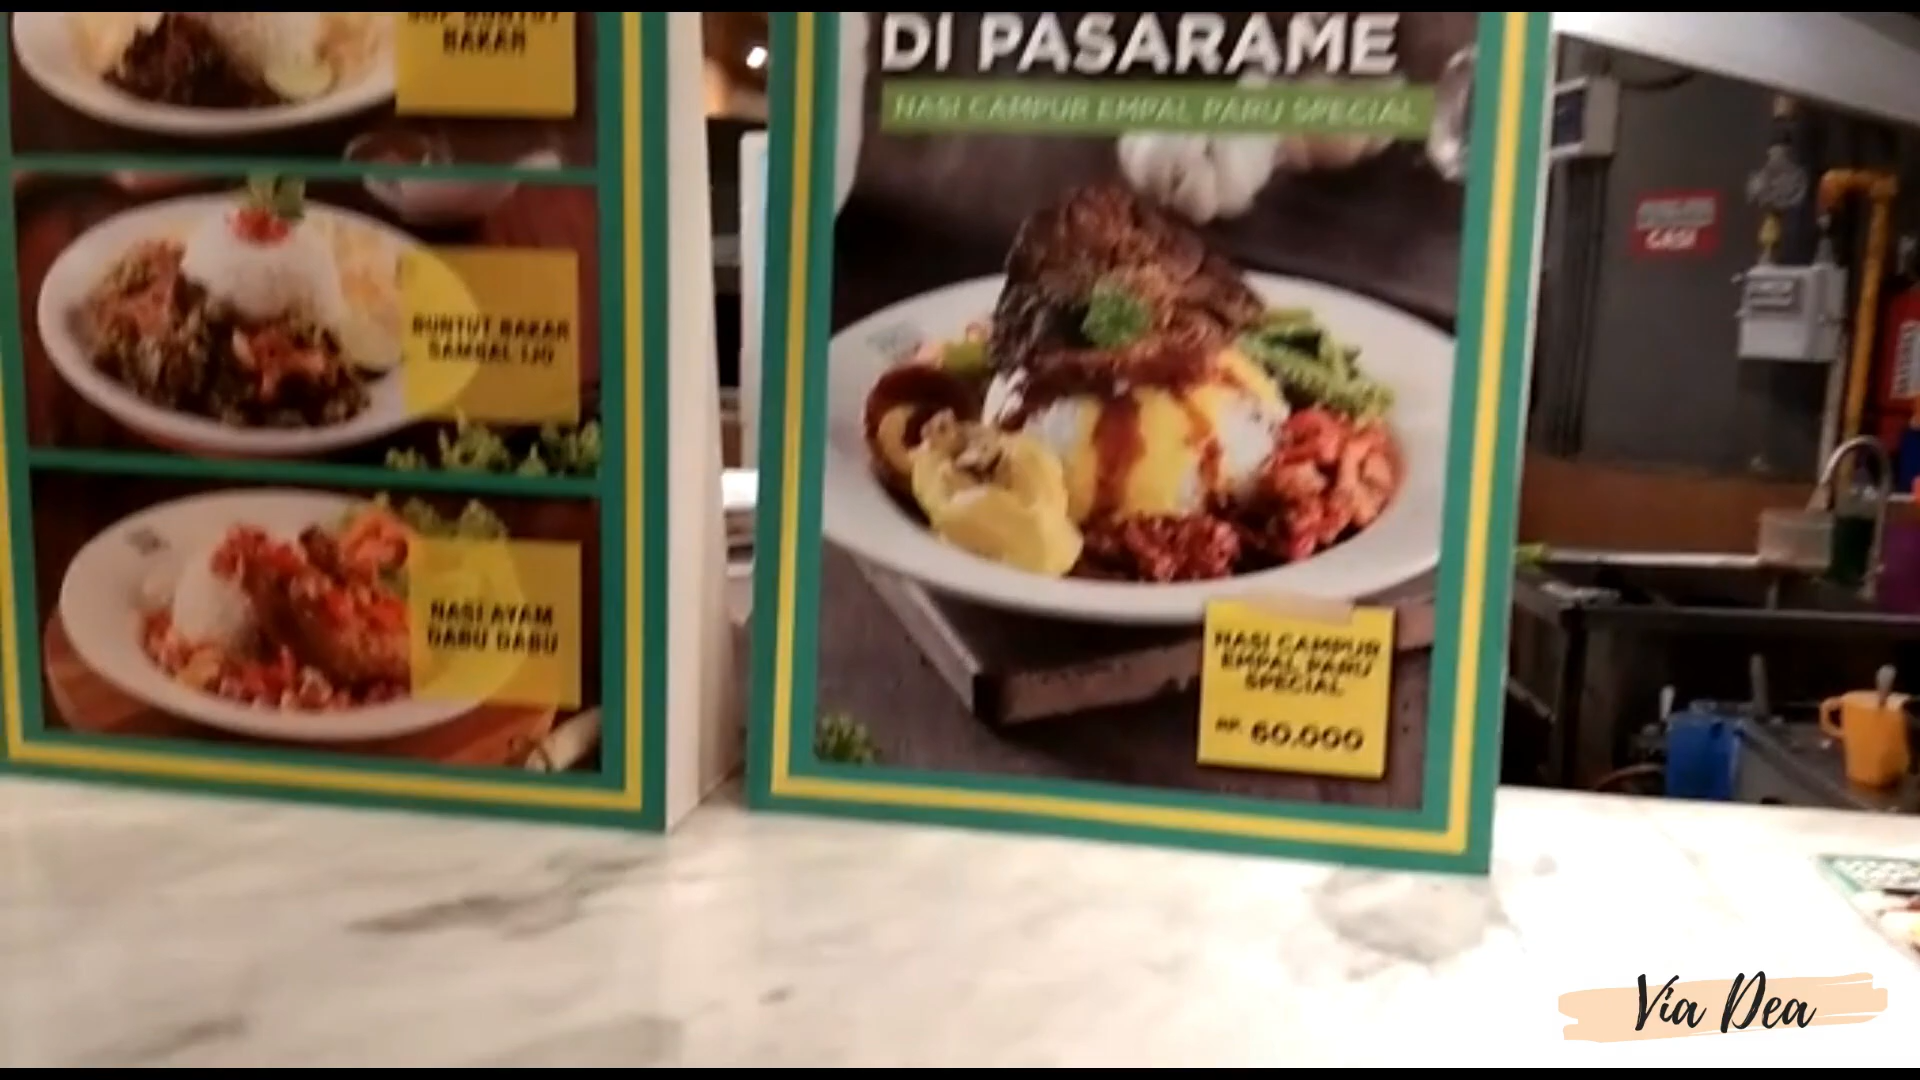 BAKAR
BUNTUT BAKAR
SAMBAL IJO
NASI AYAM
DABU DABU
DI PASARAME
NASI CAMPUR EMPAL PARU SPECIAL
NASI CAMPUR
EMPAL PARU
SPECIAL
RP. 60.000
GAS!
Via Dea